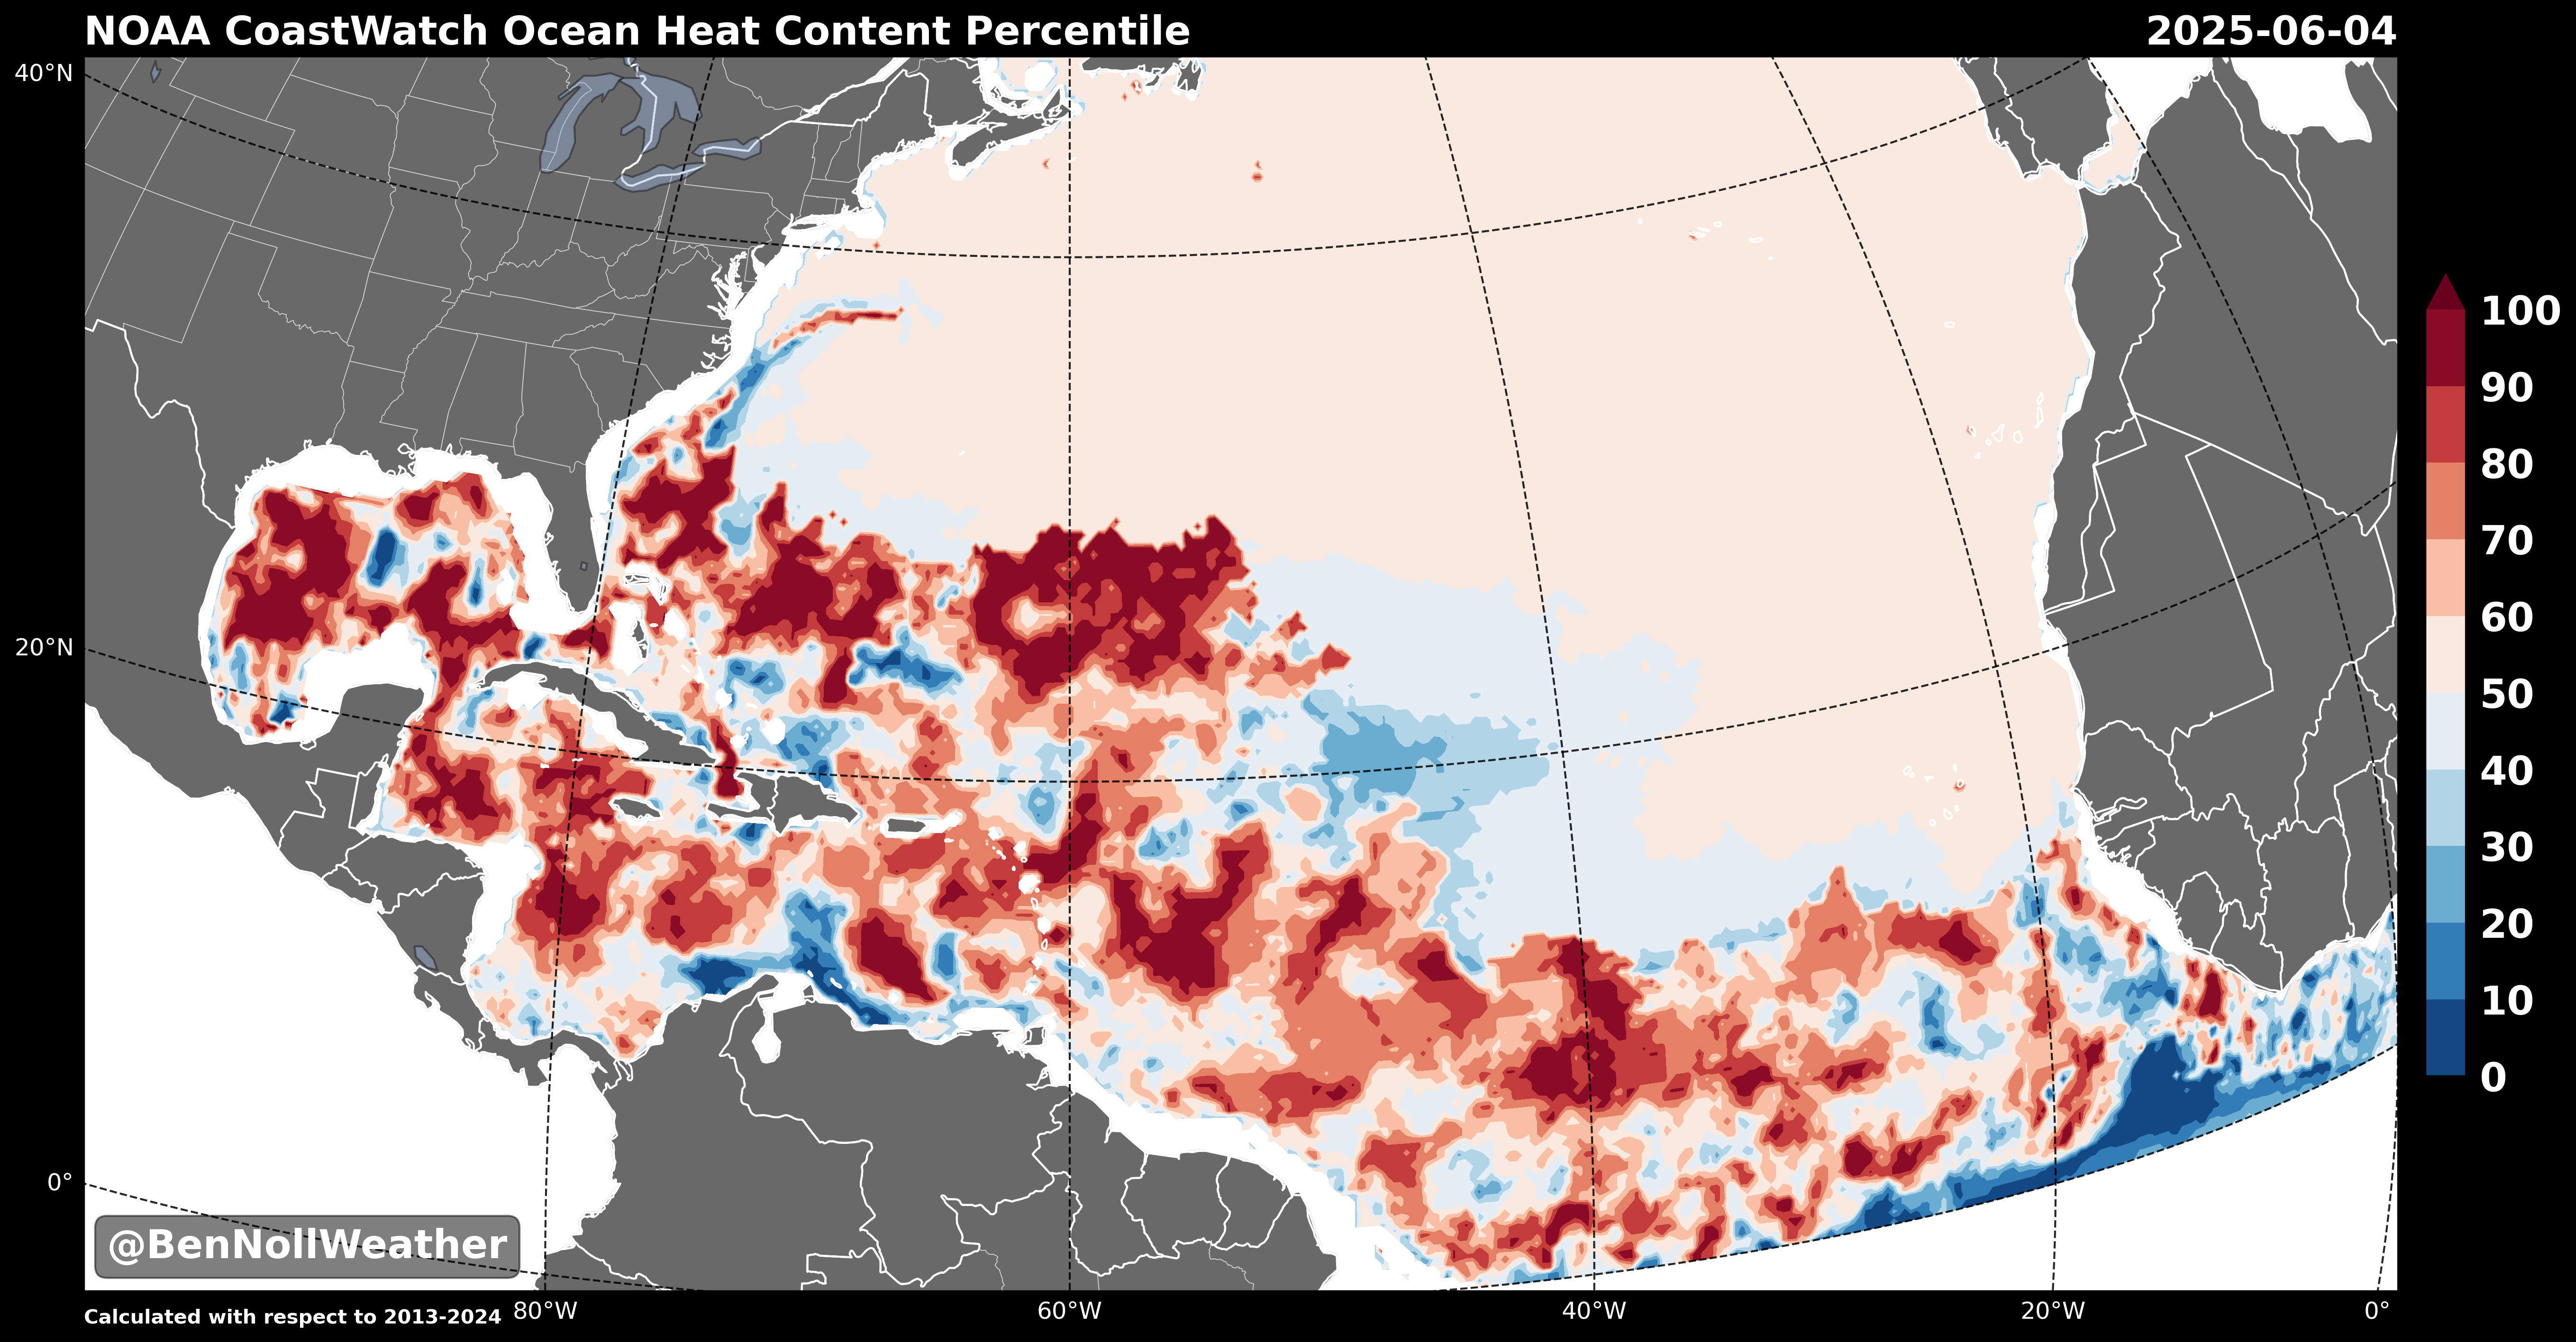 NOAA CoastWatch Ocean Heat Content Percentile
2025-06-04
40°N
20°N
0°
100
90
80
70
60
50
40
30
20
10
0
@BenNollWeather
Calculated with respect to 2013-2024
80°W
60°W
40°W
20°W
0°